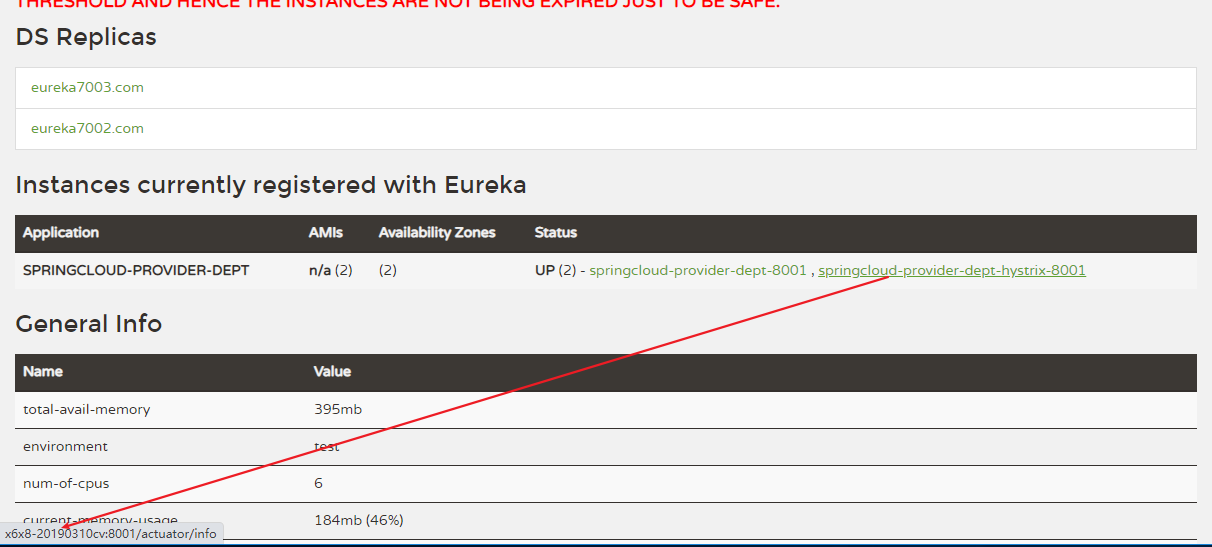 THRESHOLD AND HENCE THE INSTANCES ARE NOT BEING EXPIRED JUST TO BE SAFE.
DS Replicas
eureka7003.com
eureka7002.com
Instances currently registered with Eureka
Application AMIs Availability Zones Status
SPRINGCLOUD-PROVIDER-DEPT n/a (2) (2) UP (2) - springcloud-provider-dept-8001 , springcloud-provider-dept-hystrix-8001
General Info
Name Value
total-avail-memory 395mb
environment test
num-of-cpus 6
current-memory-usage 184mb (46%)
x6x8-20190310cv:8001/actuator/info